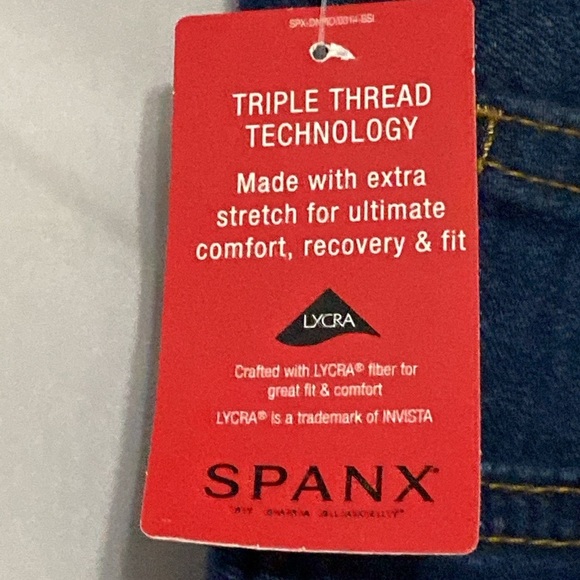 TRIPLE THREAD
TECHNOLOGY
Made with extra
stretch for ultimate
comfort, recovery & fit
LYCRA
Crafted with LYCRA® fiber for
great fit & comfort
LYCRA® is a trademark of INVISTA
SPANX